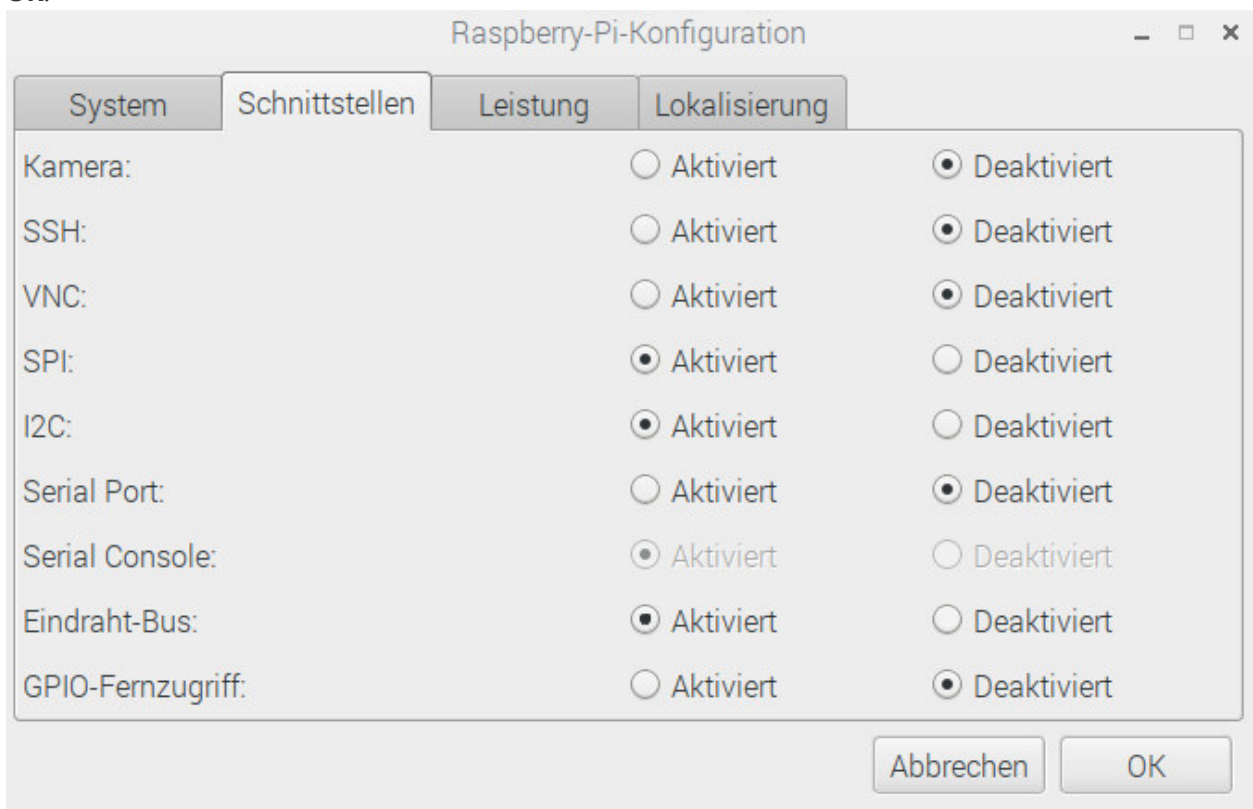 Raspberry-Pi-Konfiguration
System Schnittstellen Leistung Lokalisierung
Kamera: Aktiviert Deaktiviert
SSH: Aktiviert Deaktiviert
VNC: Aktiviert Deaktiviert
SPI: Aktiviert Deaktiviert
I2C: Aktiviert Deaktiviert
Serial Port: Aktiviert Deaktiviert
Serial Console: Aktiviert Deaktiviert
Eindraht-Bus: Aktiviert Deaktiviert
GPIO-Fernzugriff: Aktiviert Deaktiviert
Abbrechen OK